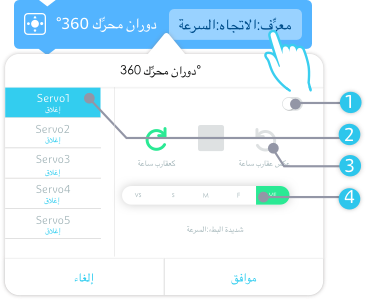 دوران محرّك 360° معرِّف:الاتجاه:السرعة
دوران محرّك 360°
Servo1
إغلاق
Servo2
إغلاق
Servo3
إغلاق
Servo4
إغلاق
Servo5
إغلاق
كعقارب ساعة
عكس عقارب ساعة
VS S M F
شديدة البطء:السرعة
إلغاء
موافق
1
2
3
4